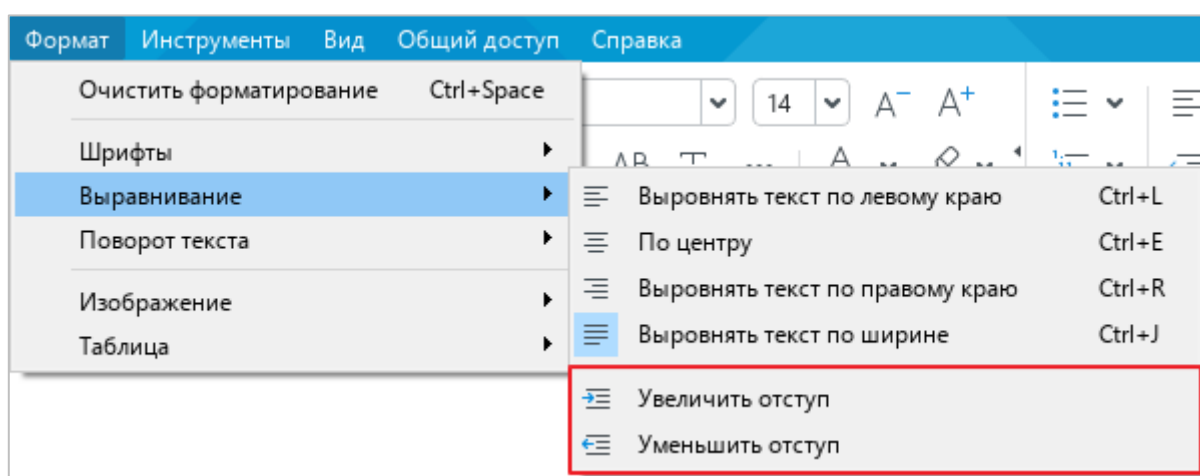 Формат Инструменты Вид Общий доступ Справка
Очистить форматирование Ctrl+Space
14 A⁻ A⁺
Шрифты
Выравнивание
Поворот текста
Изображение
Таблица
Выровнять текст по левому краю Ctrl+L
По центру Ctrl+E
Выровнять текст по правому краю Ctrl+R
Выровнять текст по ширине Ctrl+J
Увеличить отступ
Уменьшить отступ